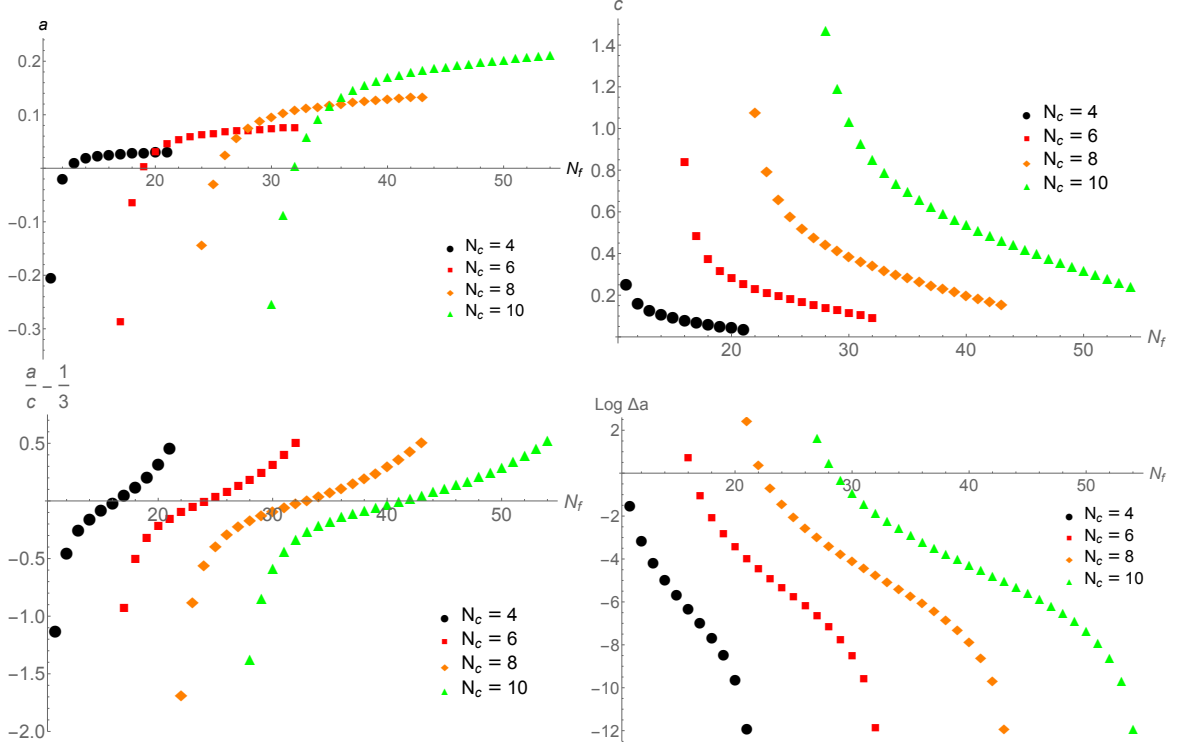 a
0.2
0.1
20
30
40
50
N_f
−0.1
−0.2
−0.3
N_c = 4
N_c = 6
N_c = 8
N_c = 10
c
1.4
1.2
1.0
0.8
0.6
0.4
0.2
20
30
40
50
N_f
N_c = 4
N_c = 6
N_c = 8
N_c = 10
a/c − 1/3
0.5
20
30
40
50
N_f
−0.5
−1.0
−1.5
−2.0
N_c = 4
N_c = 6
N_c = 8
N_c = 10
Log Δa
2
20
30
40
50
N_f
−2
−4
−6
−8
−10
−12
N_c = 4
N_c = 6
N_c = 8
N_c = 10